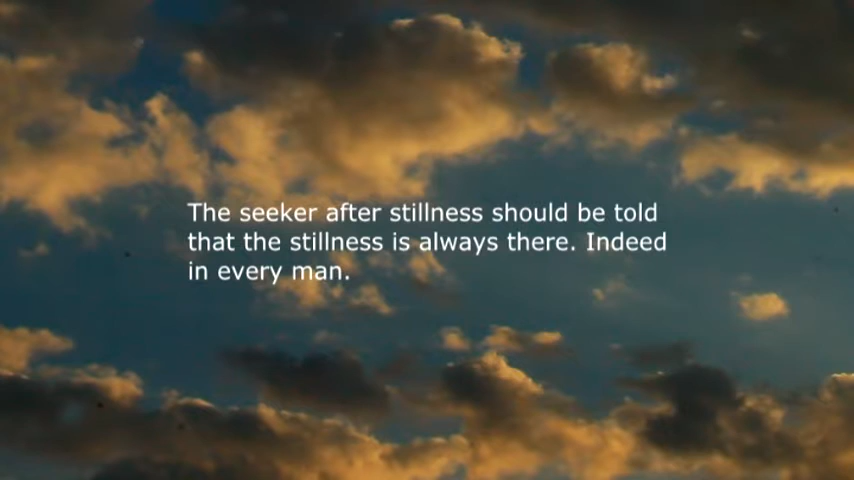 The seeker after stillness should be told
that the stillness is always there. Indeed
in every man.